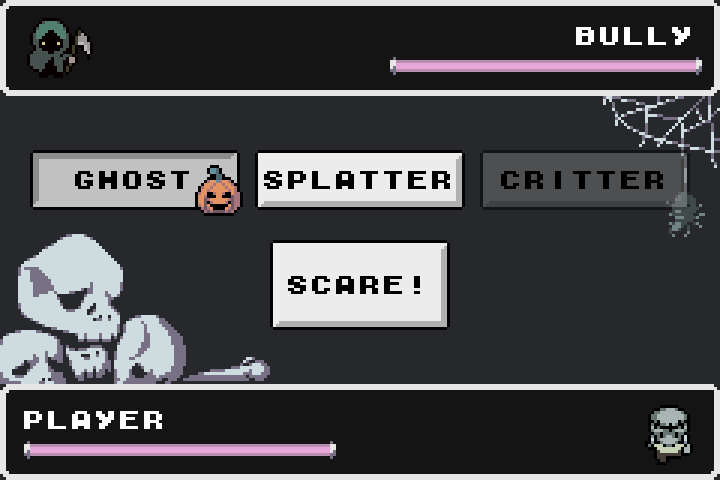 BULLY
GHOST SPLATTER CRITTER
SCARE!
PLAYER